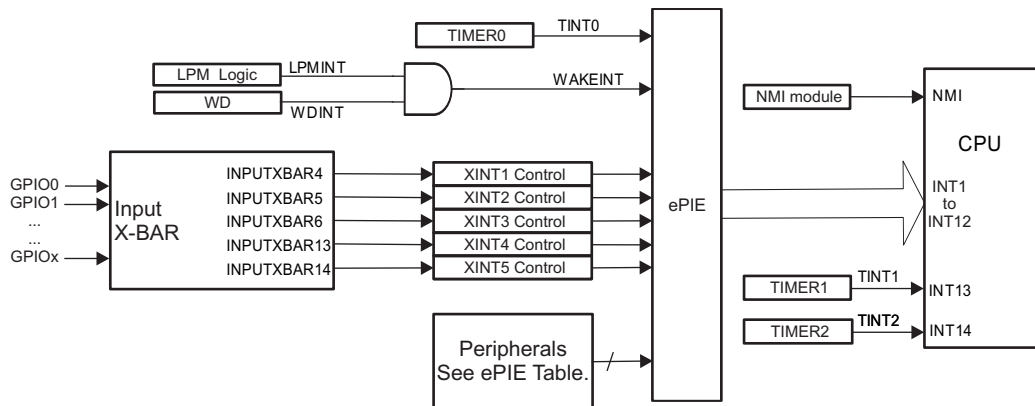 TIMER0
TINT0
LPM Logic
LPMINT
WD
WDINT
WAKEINT
NMI module
NMI
CPU
GPIO0
GPIO1
...
...
GPIOx
Input
X-BAR
INPUTXBAR4
INPUTXBAR5
INPUTXBAR6
INPUTXBAR13
INPUTXBAR14
XINT1 Control
XINT2 Control
XINT3 Control
XINT4 Control
XINT5 Control
ePIE
INT1
to
INT12
TIMER1
TINT1
INT13
TIMER2
TINT2
INT14
Peripherals
See ePIE Table.